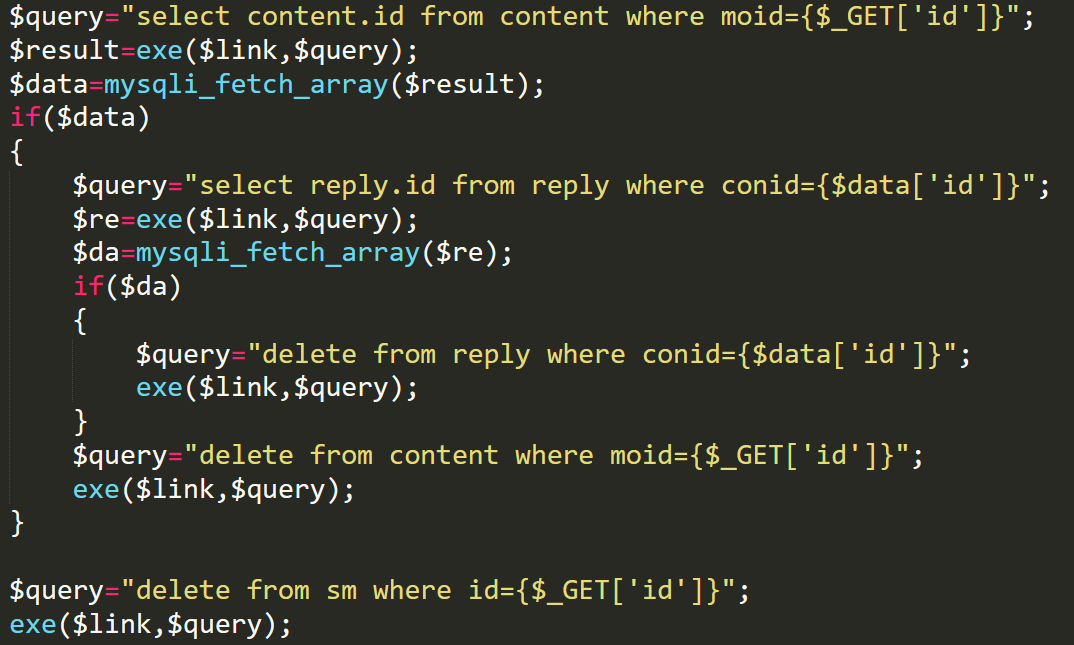 $query="select content.id from content where moid={$_GET['id']}";
$result=exe($link,$query);
$data=mysqli_fetch_array($result);
if($data)
{
    $query="select reply.id from reply where conid={$data['id']}";
    $re=exe($link,$query);
    $da=mysqli_fetch_array($re);
    if($da)
    {
        $query="delete from reply where conid={$data['id']}";
        exe($link,$query);
    }
    $query="delete from content where moid={$_GET['id']}";
    exe($link,$query);
}

$query="delete from sm where id={$_GET['id']}";
exe($link,$query);